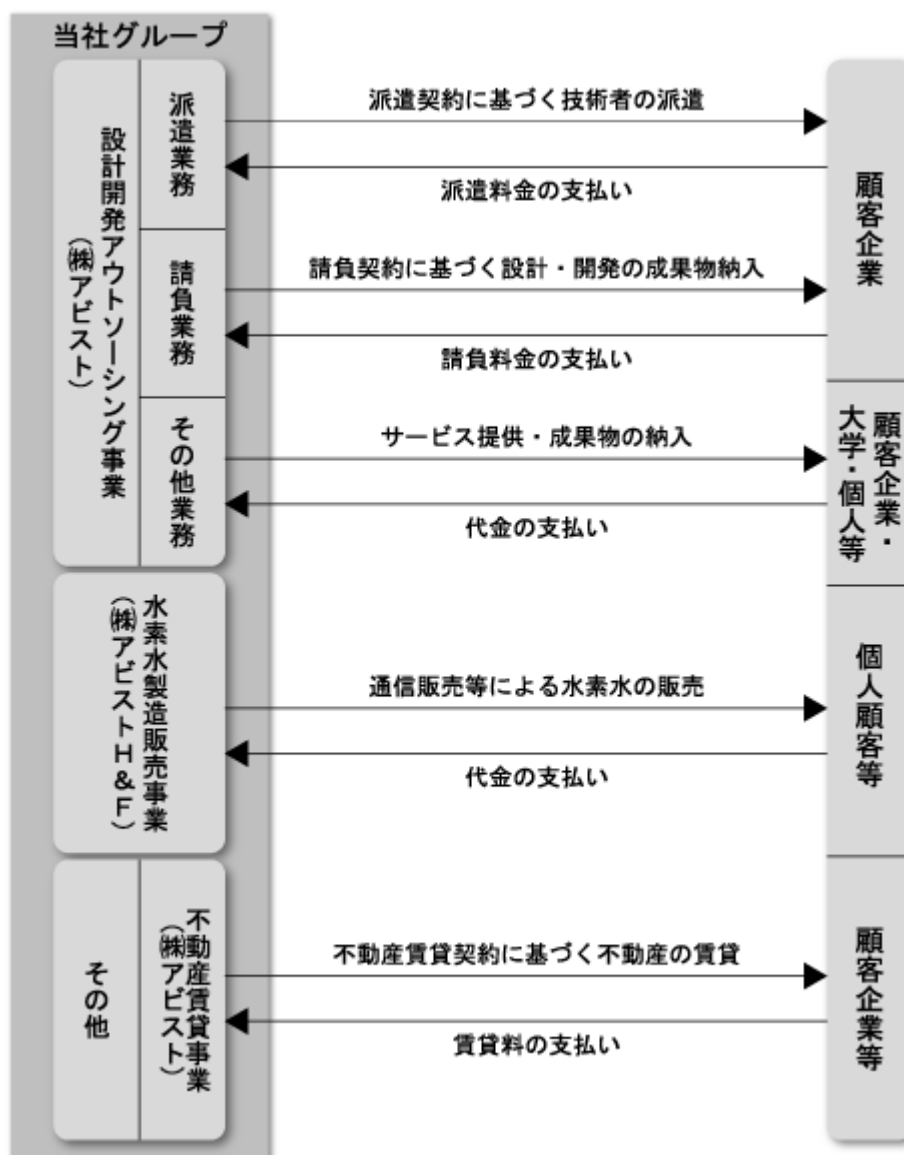 当社グループ
設計開発アウトソーシング事業
（㈱アビスト）
派遣業務
派遣契約に基づく技術者の派遣
派遣料金の支払い
顧客企業
請負業務
請負契約に基づく設計・開発の成果物納入
請負料金の支払い
その他業務
サービス提供・成果物の納入
代金の支払い
顧客企業・
大学・個人等
水素水製造販売事業
（㈱アビストH&F）
通信販売等による水素水の販売
代金の支払い
個人顧客等
その他
不動産賃貸事業
（㈱アビスト）
不動産賃貸契約に基づく不動産の賃貸
賃貸料の支払い
顧客企業等